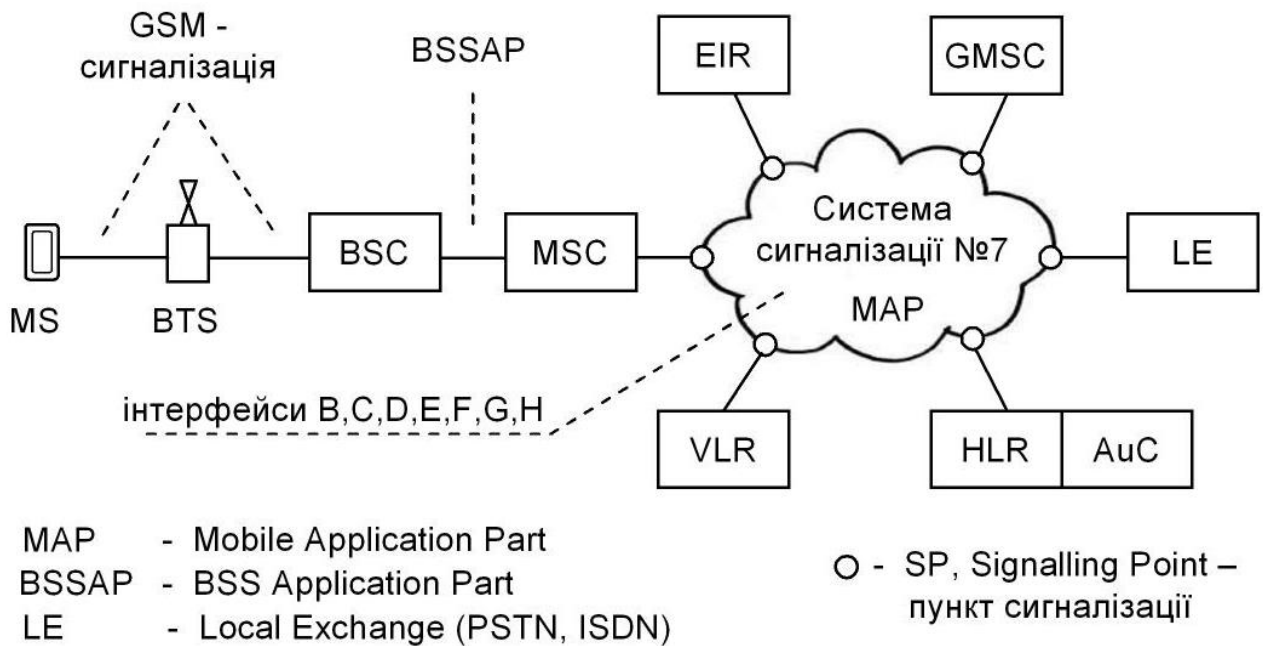 GSM -
сигналізація
BSSAP
EIR
GMSC
Система
сигналізації №7
MAP
BSC
MSC
LE
MS
BTS
інтерфейси B,C,D,E,F,G,H
VLR
HLR
AuC
MAP - Mobile Application Part
BSSAP - BSS Application Part
LE - Local Exchange (PSTN, ISDN)
- SP, Signalling Point –
пункт сигналізації